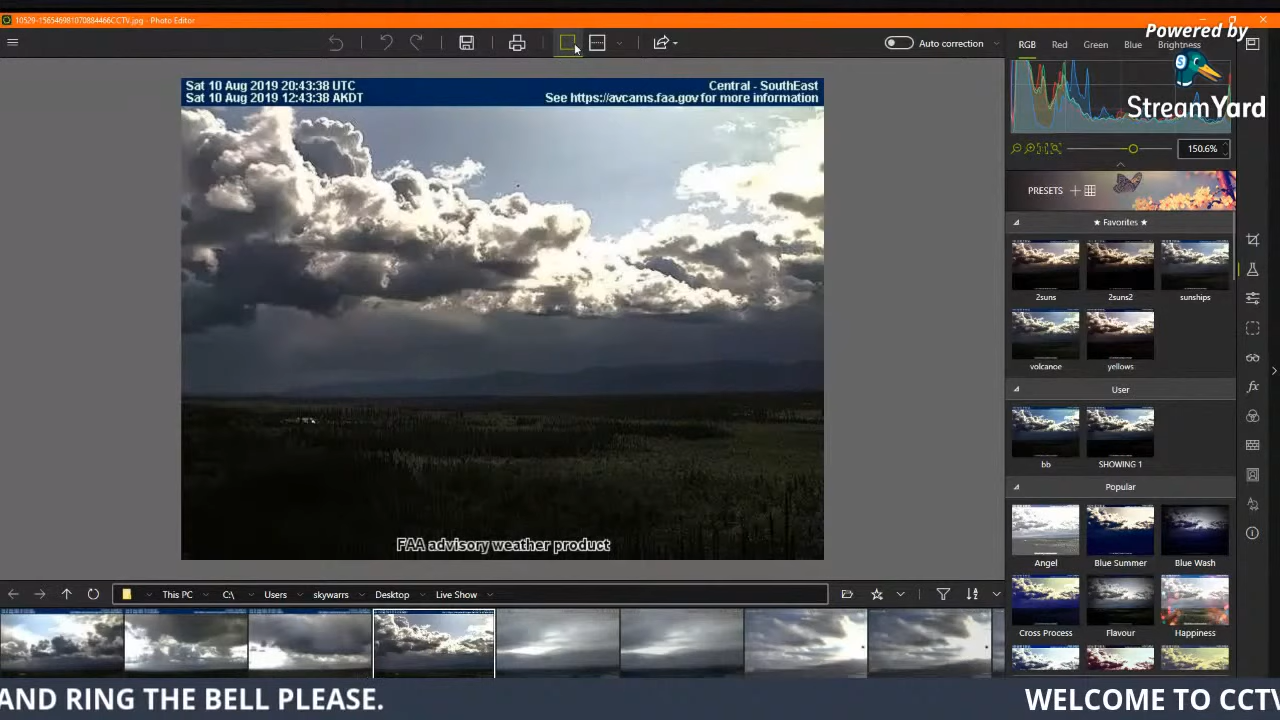 10529-156546981070884466CCTV.jpg - Photo Editor
Powered by
StreamYard
Auto correction
RGB
Red
Green
Blue
Brightness
Sat 10 Aug 2019 20:43:38 UTC
Central - SouthEast
Sat 10 Aug 2019 12:43:38 AKDT
See https://avcams.faa.gov for more information
150.6%
PRESETS
★ Favorites ★
2suns
2suns2
sunships
volcanoe
yellows
User
bb
SHOWING 1
Popular
Angel
Blue Summer
Blue Wash
Cross Process
Flavour
Happiness
FAA advisory weather product
This PC
C:\
Users
skywarrs
Desktop
Live Show
AND RING THE BELL PLEASE.
WELCOME TO CCTV